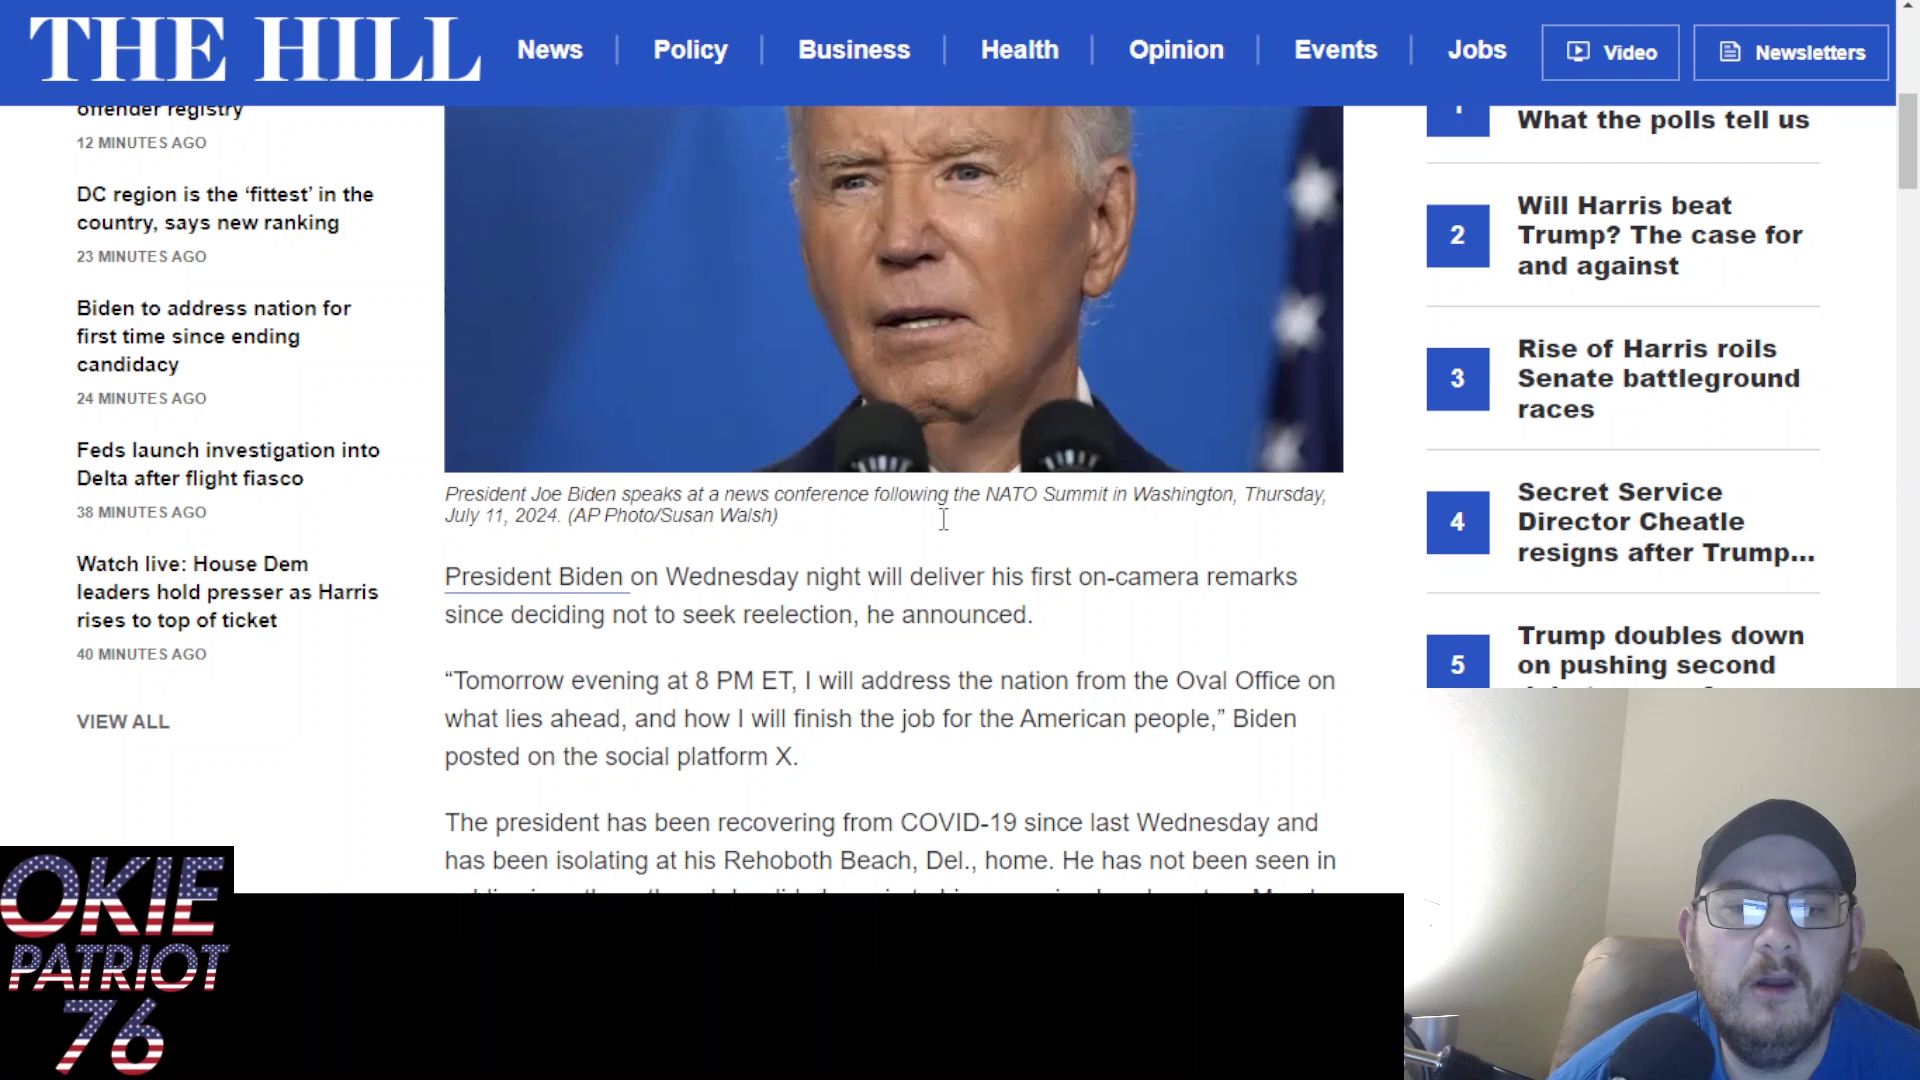 THE HILL
News
Policy
Business
Health
Opinion
Events
Jobs
Video
Newsletters
offender registry
12 MINUTES AGO
DC region is the ‘fittest’ in the
country, says new ranking
23 MINUTES AGO
Biden to address nation for
first time since ending
candidacy
24 MINUTES AGO
Feds launch investigation into
Delta after flight fiasco
38 MINUTES AGO
Watch live: House Dem
leaders hold presser as Harris
rises to top of ticket
40 MINUTES AGO
VIEW ALL
President Joe Biden speaks at a news conference following the NATO Summit in Washington, Thursday,
July 11, 2024. (AP Photo/Susan Walsh)
President Biden on Wednesday night will deliver his first on-camera remarks
since deciding not to seek reelection, he announced.
“Tomorrow evening at 8 PM ET, I will address the nation from the Oval Office on
what lies ahead, and how I will finish the job for the American people,” Biden
posted on the social platform X.
The president has been recovering from COVID-19 since last Wednesday and
has been isolating at his Rehoboth Beach, Del., home. He has not been seen in
1
What the polls tell us
2
Will Harris beat
Trump? The case for
and against
3
Rise of Harris roils
Senate battleground
races
4
Secret Service
Director Cheatle
resigns after Trump...
5
Trump doubles down
on pushing second
OKIE
PATRIOT
76